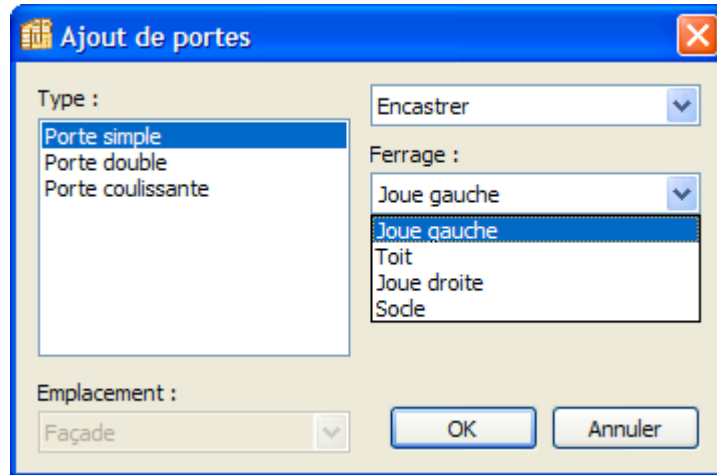 Ajout de portes
Type :
Porte simple
Porte double
Porte coulissante
Encastrer
Ferrage :
Joue gauche
Joue gauche
Toit
Joue droite
Socle
Emplacement :
Façade
OK
Annuler